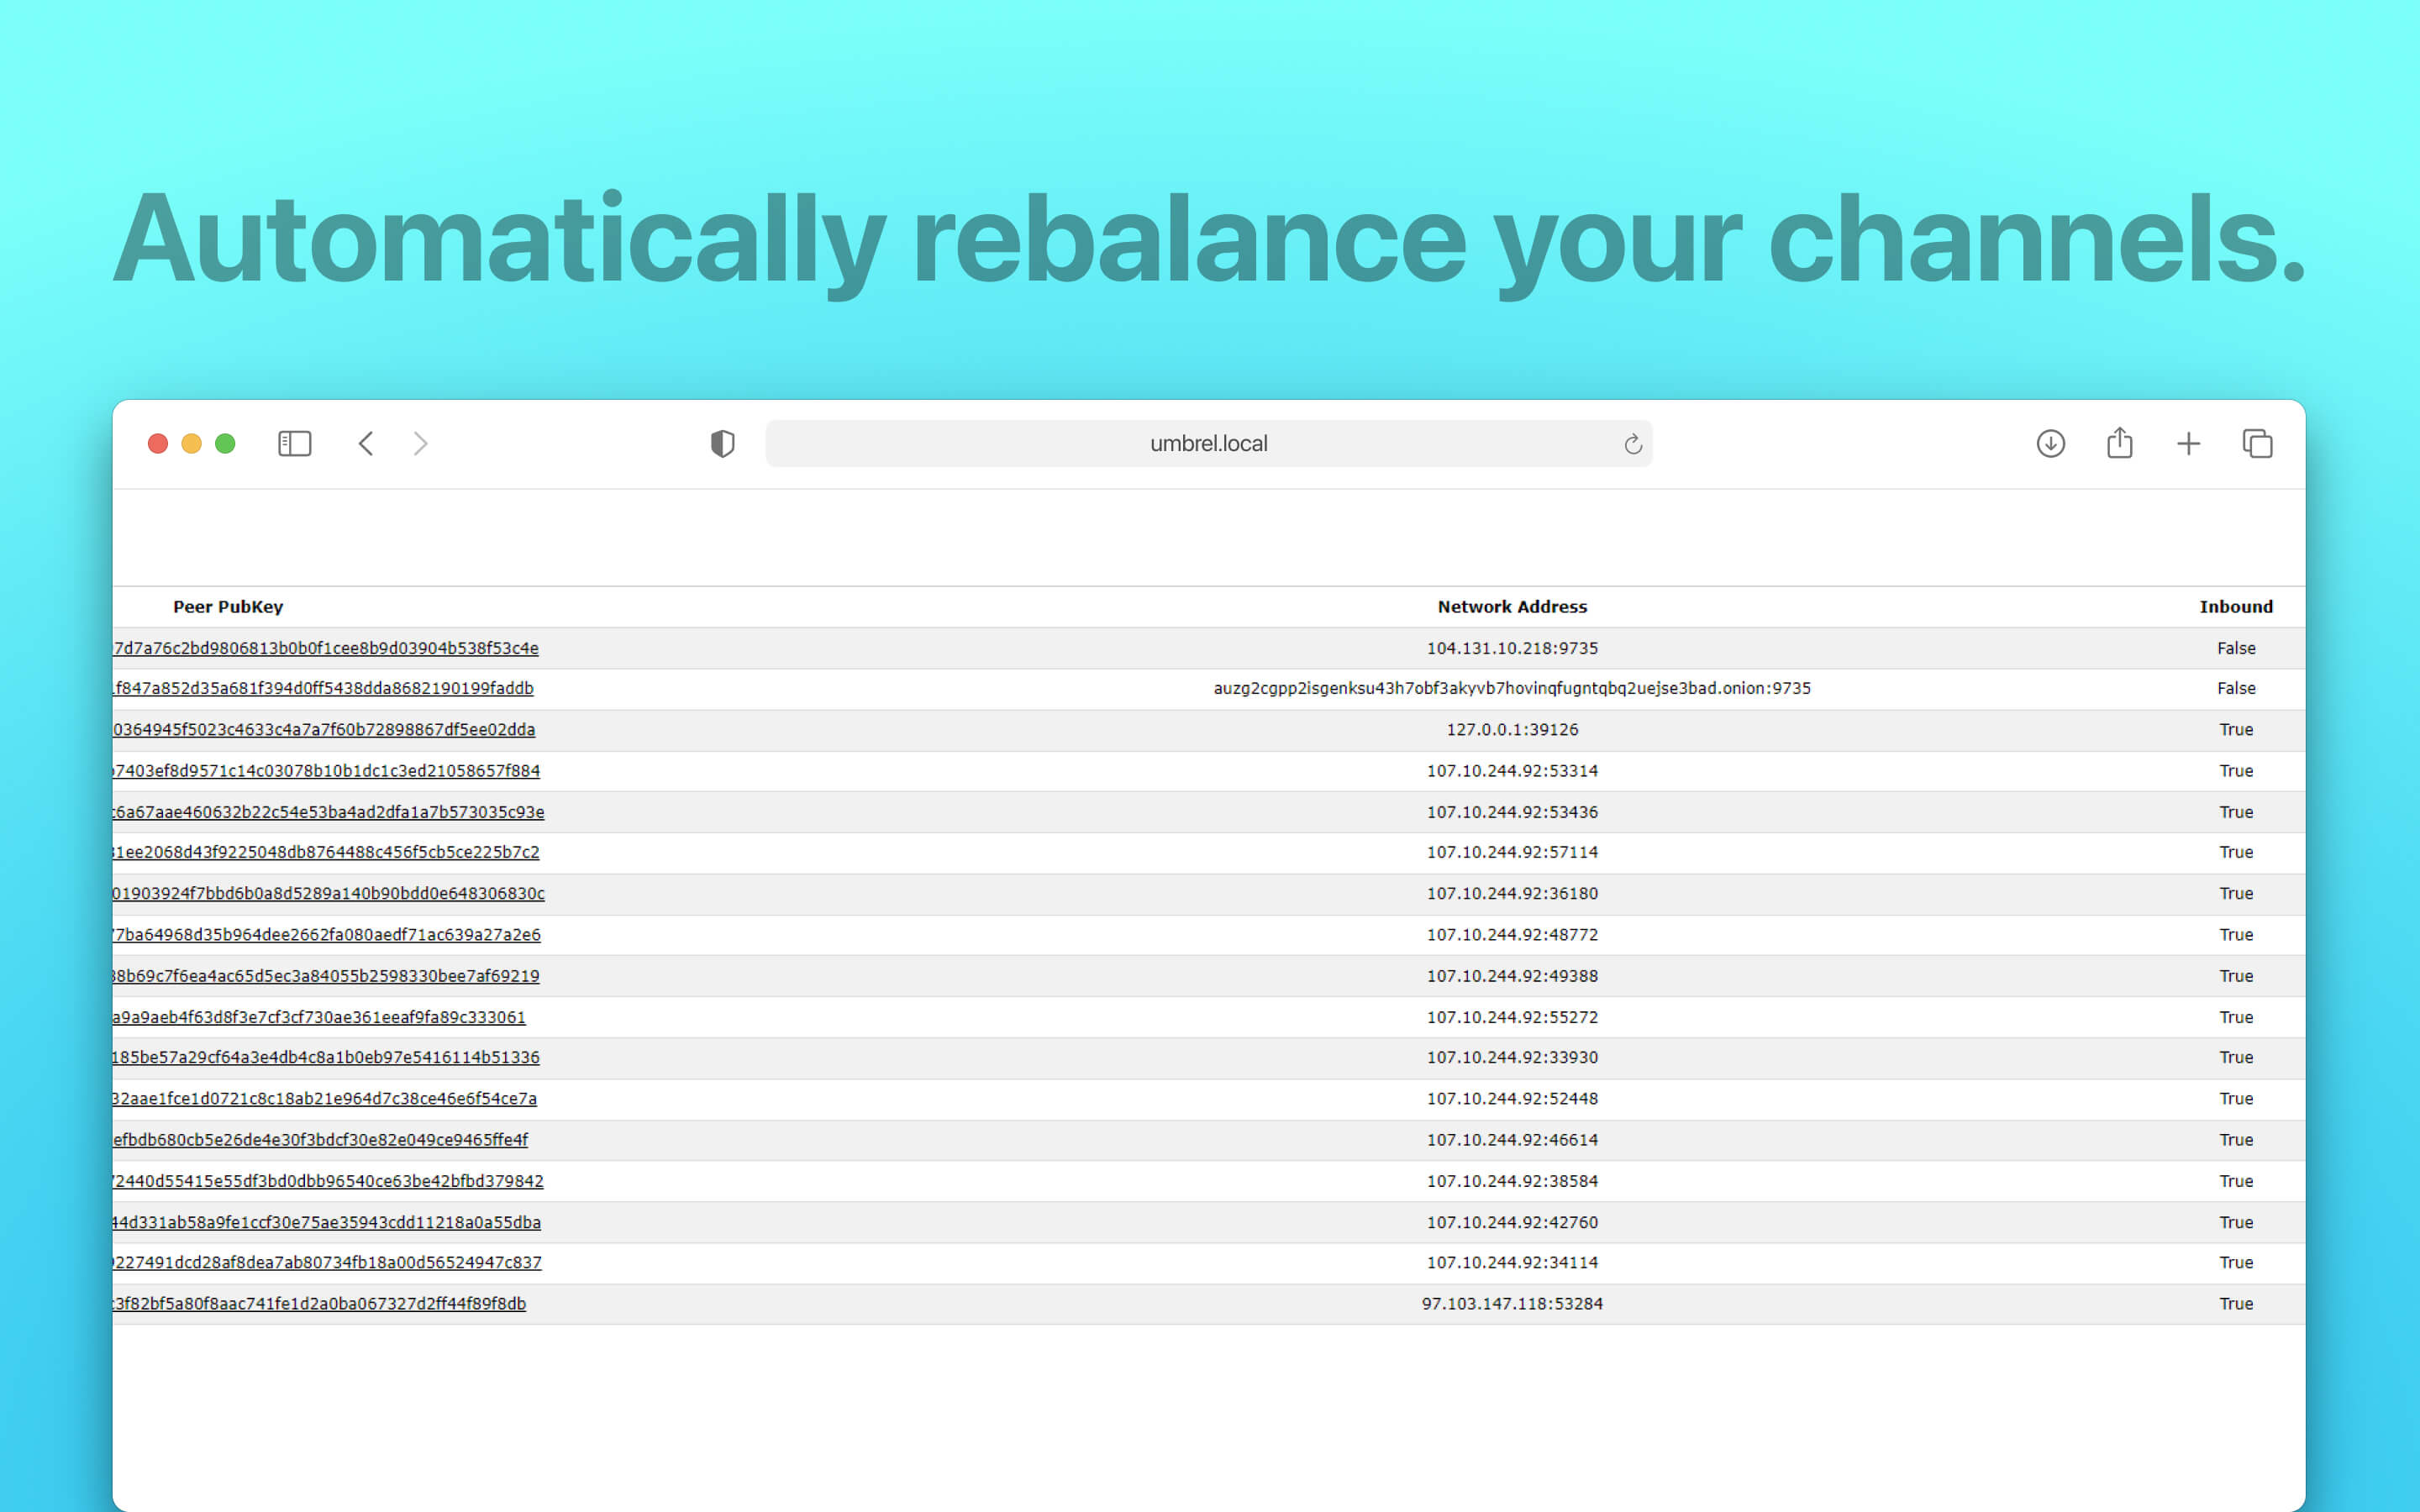 Automatically rebalance your channels.
umbrel.local
Peer PubKey Network Address Inbound
7d7a76c2bd9806813b0b0f1cee8b9d03904b538f53c4e 104.131.10.218:9735 False
f847a852d35a681f394d0ff5438dda8682190199faddb auzg2cgpp2isgenksu43h7obf3akyvb7hovinqfugntqbq2uejse3bad.onion:9735 False
0364945f5023c4633c4a7a7f60b72898867df5ee02dda 127.0.0.1:39126 True
7403ef8d9571c14c03078b10b1dc1c3ed21058657f884 107.10.244.92:53314 True
c6a67aae460632b22c54e53ba4ad2dfa1a7b573035c93e 107.10.244.92:53436 True
31ee2068d43f9225048db8764488c456f5cb5ce225b7c2 107.10.244.92:57114 True
01903924f7bbd6b0a8d5289a140b90bdd0e648306830c 107.10.244.92:36180 True
77ba64968d35b964dee2662fa080aedf71ac639a27a2e6 107.10.244.92:48772 True
38b69c7f6ea4ac65d5ec3a84055b2598330bee7af69219 107.10.244.92:49388 True
a9a9aeb4f63d8f3e7cf3cf730ae361eeaf9fa89c333061 107.10.244.92:55272 True
185be57a29cf64a3e4db4c8a1b0eb97e5416114b51336 107.10.244.92:33930 True
32aae1fce1d0721c8c18ab21e964d7c38ce46e6f54ce7a 107.10.244.92:52448 True
efbdb680cb5e26de4e30f3bdcf30e82e049ce9465ffe4f 107.10.244.92:46614 True
72440d55415e55df3bd0dbb96540ce63be42bfbd379842 107.10.244.92:38584 True
44d331ab58a9fe1ccf30e75ae35943cdd11218a0a55dba 107.10.244.92:42760 True
227491dcd28af8dea7ab80734fb18a00d56524947c837 107.10.244.92:34114 True
3f82bf5a80f8aac741fe1d2a0ba067327d2ff44f89f8db 97.103.147.118:53284 True